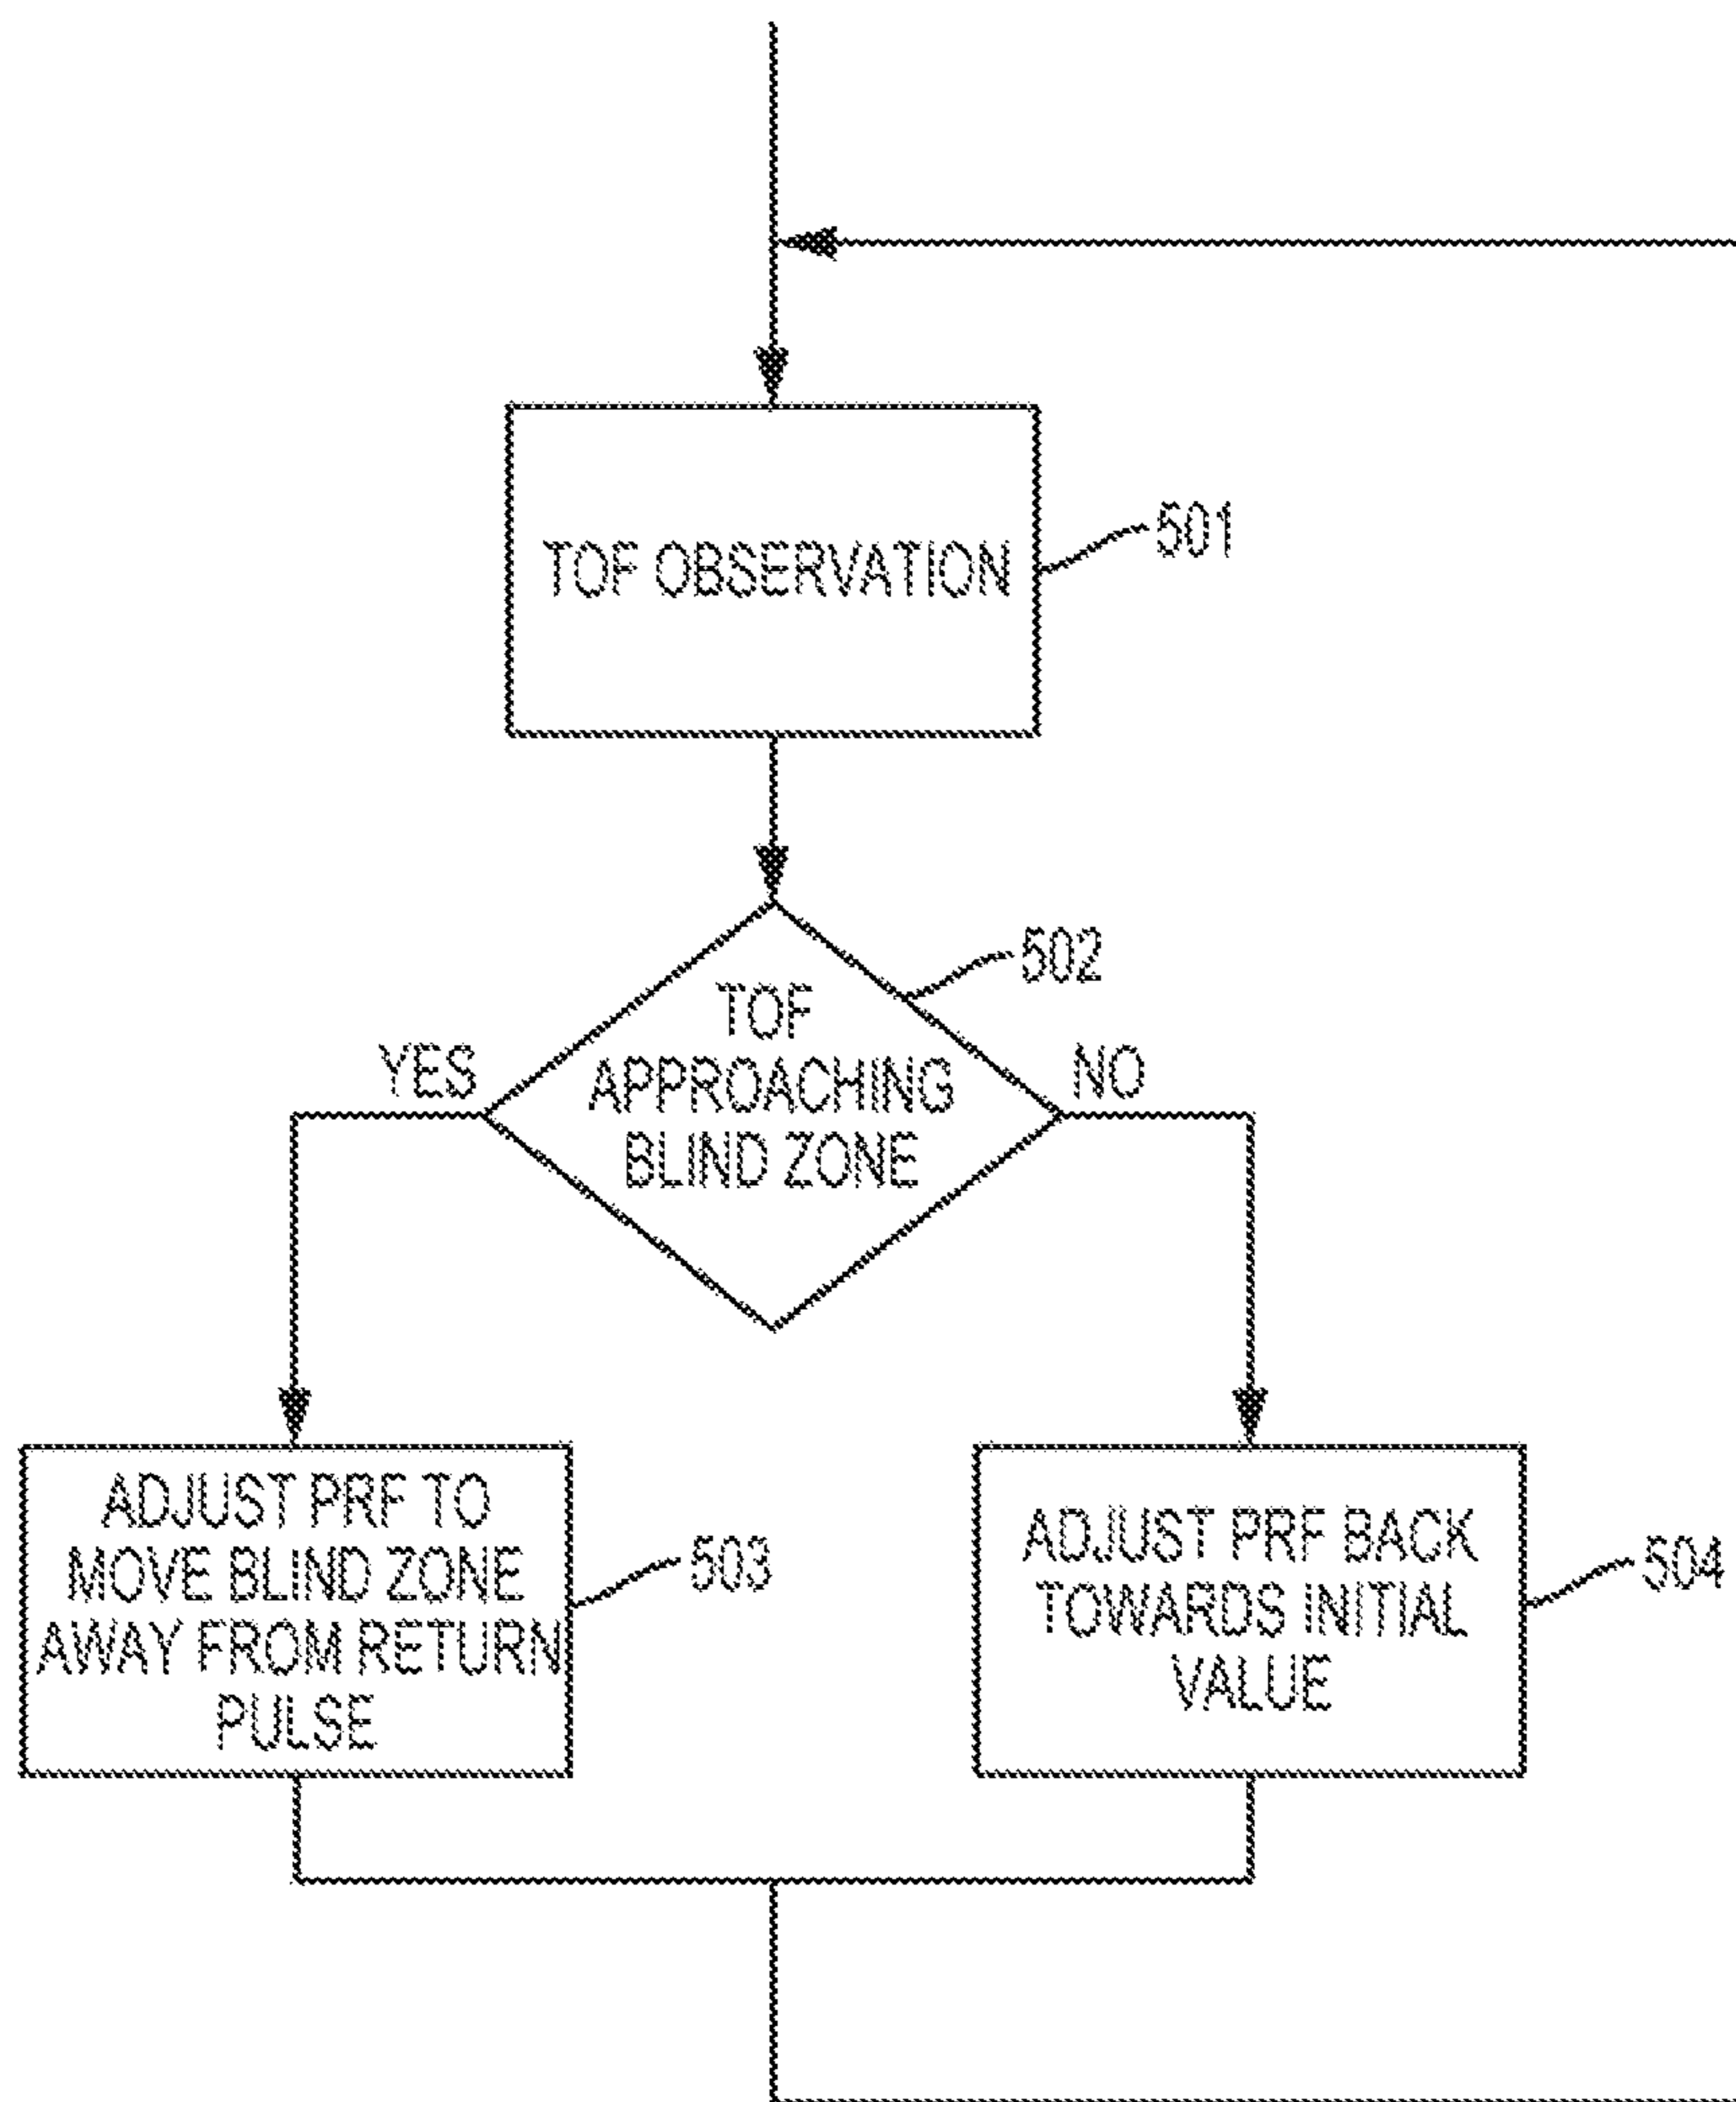 TOF OBSERVATION
501
502
TOF
APPROACHING
BLIND ZONE
YES
NO
ADJUST PRF TO
MOVE BLIND ZONE
AWAY FROM RETURN
PULSE
503
ADJUST PRF BACK
TOWARDS INITIAL
VALUE
504